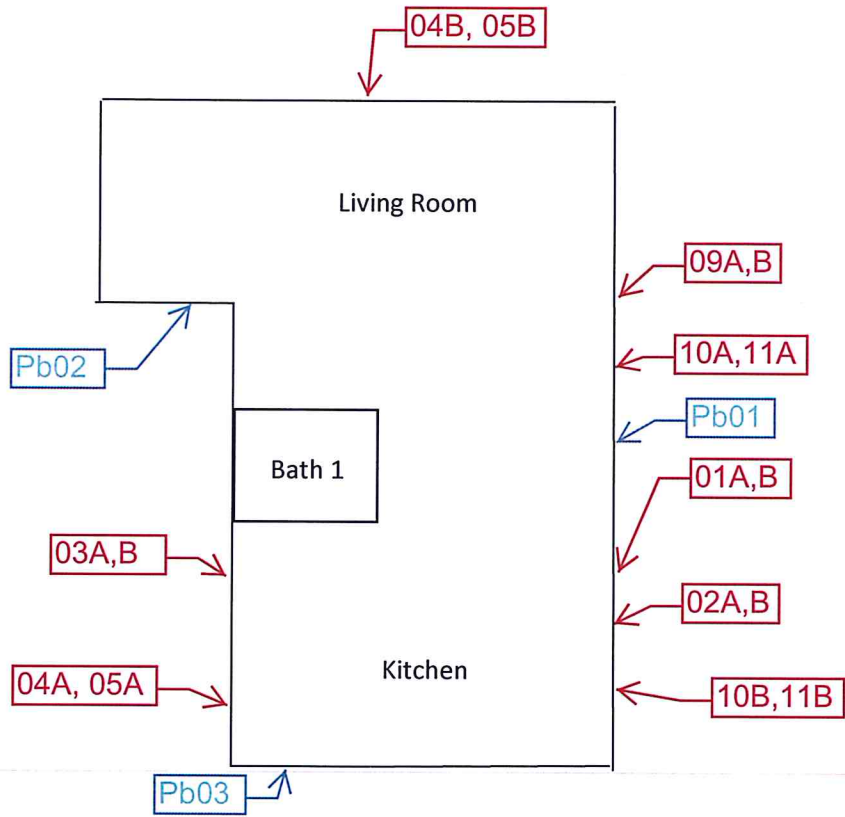 04B, 05B
Living Room
09A,B
Pb02
10A,11A
Pb01
Bath 1
01A,B
03A,B
02A,B
Kitchen
04A, 05A
10B,11B
Pb03